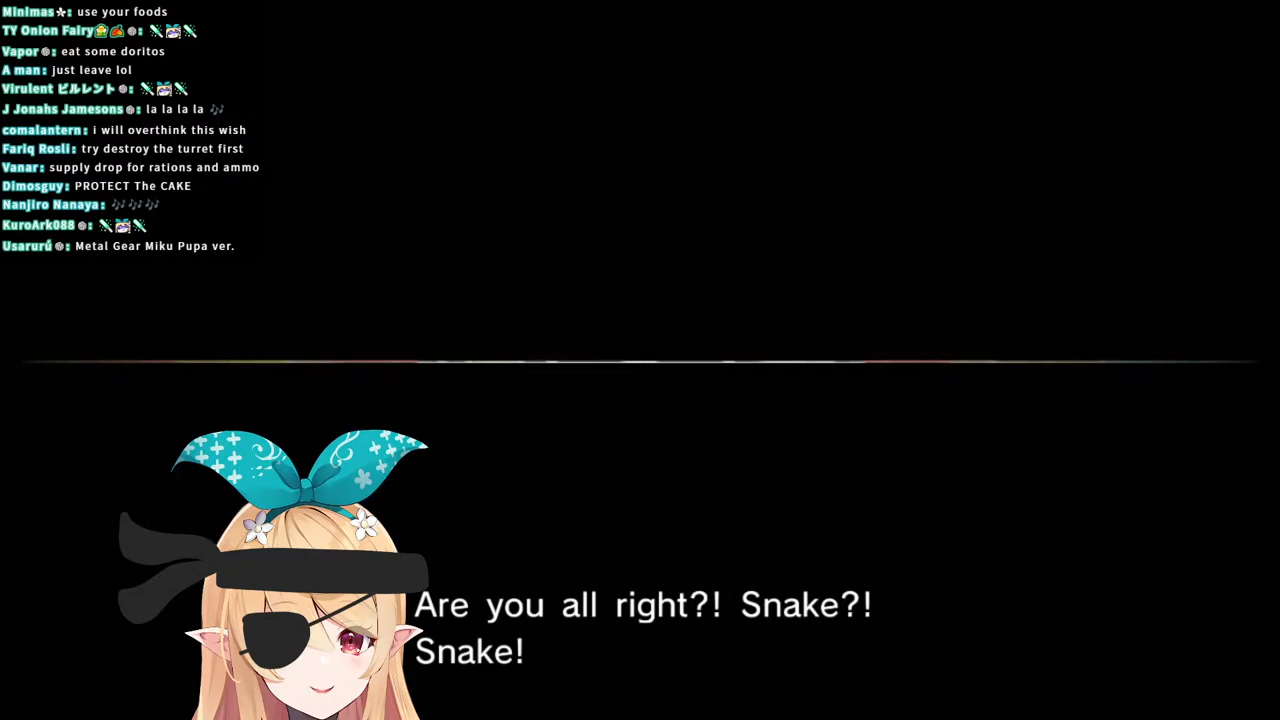 Minimas: use your foods
TY Onion Fairy:
Vapor: eat some doritos
A man: just leave lol
Virulent ビルレント:
J Jonahs Jamesons: la la la la 🎶
comalantern: i will overthink this wish
Fariq Rosli: try destroy the turret first
Vanar: supply drop for rations and ammo
Dimosguy: PROTECT The CAKE
Nanjiro Nanaya: 🎶🎶🎶
KuroArk088:
Usarurú: Metal Gear Miku Pupa ver.
Are you all right?! Snake?!
Snake!